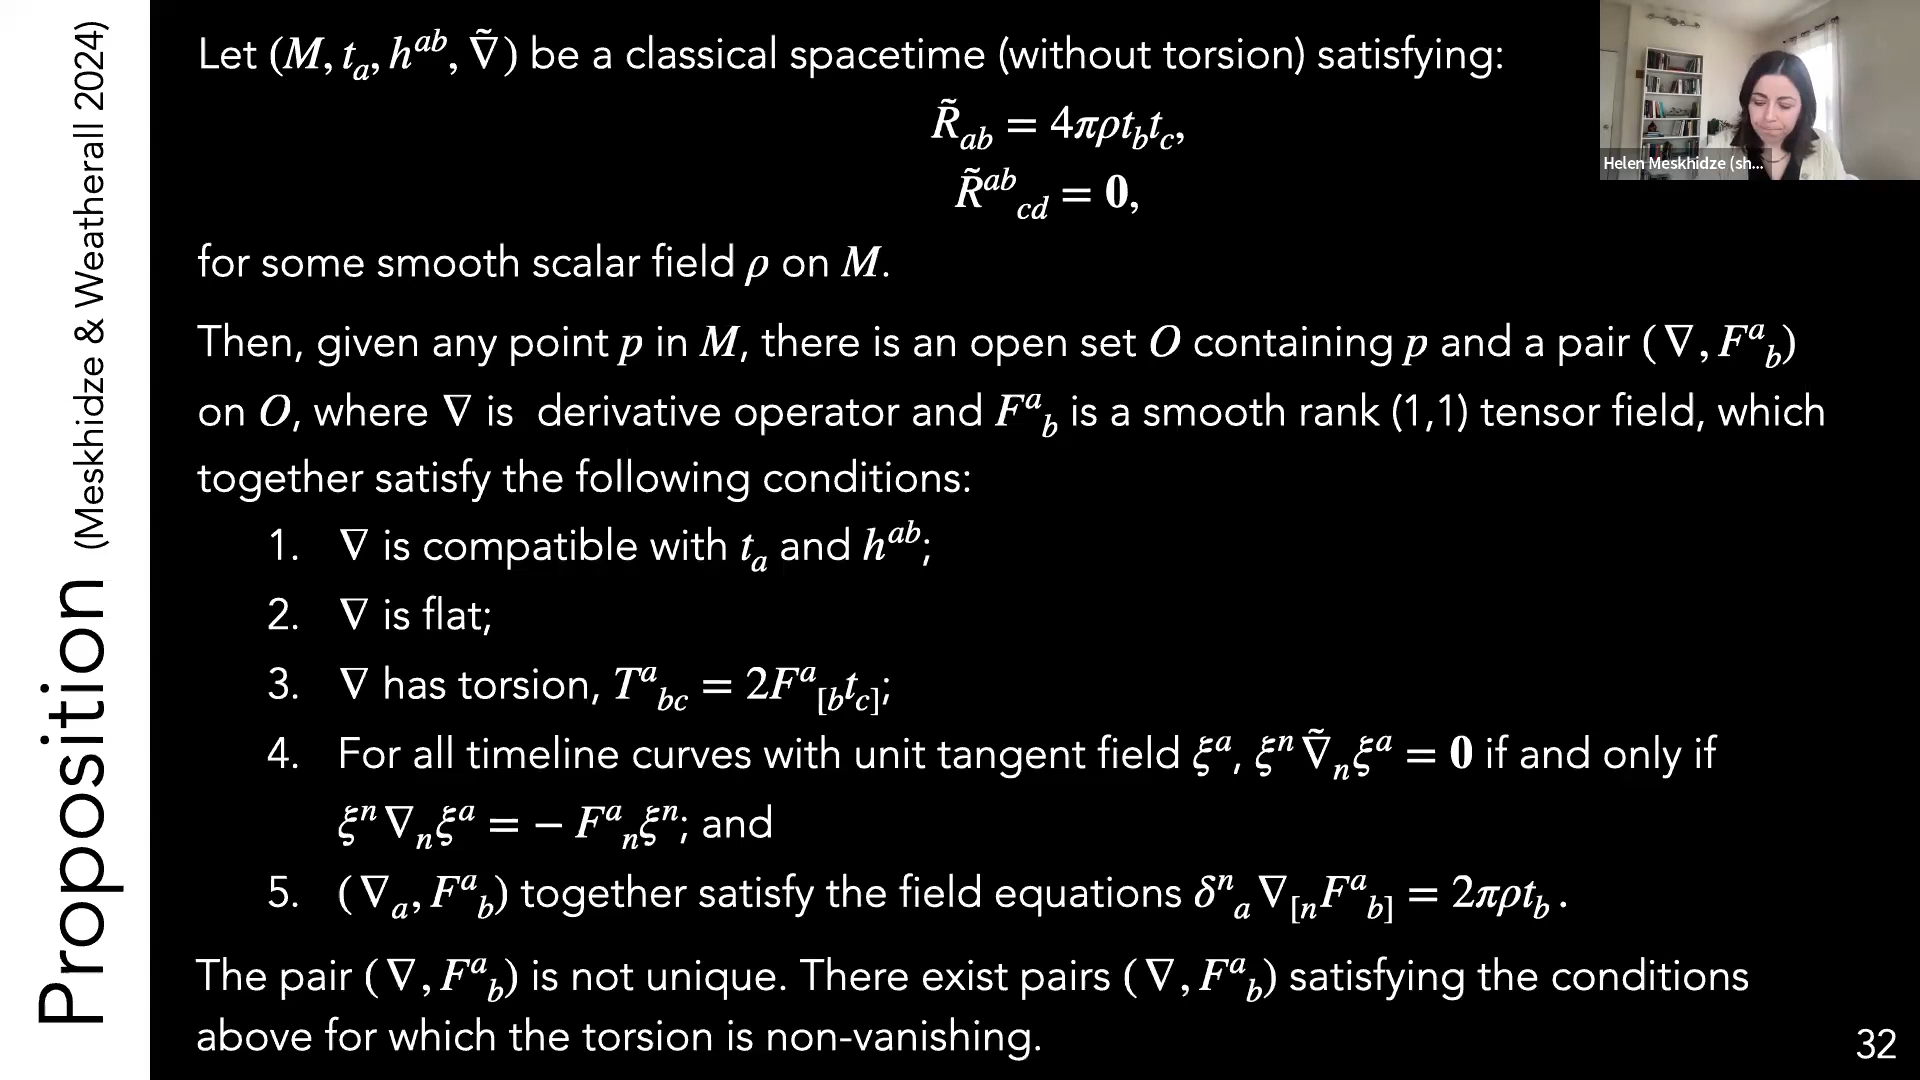 Proposition (Meskhidze & Weatherall 2024)
Let (M, tₐ, hᵃᵇ, ∇̃) be a classical spacetime (without torsion) satisfying:
R̃_{ab} = 4πρt_bt_c,
R̃^{ab}_{cd} = 0,
for some smooth scalar field ρ on M.
Then, given any point p in M, there is an open set O containing p and a pair (∇, F^a_b)
on O, where ∇ is derivative operator and F^a_b is a smooth rank (1,1) tensor field, which
together satisfy the following conditions:
1. ∇ is compatible with t_a and h^{ab};
2. ∇ is flat;
3. ∇ has torsion, T^a_{bc} = 2F^a_{[b}t_{c]};
4. For all timeline curves with unit tangent field ξ^a, ξ^n∇̃_nξ^a = 0 if and only if
ξ^n∇_nξ^a = − F^a_nξ^n; and
5. (∇_a, F^a_b) together satisfy the field equations δ^n_a∇_{[n}F^a_{b]} = 2πρt_b.
The pair (∇, F^a_b) is not unique. There exist pairs (∇, F^a_b) satisfying the conditions
above for which the torsion is non-vanishing.
Helen Meskhidze (sh...
32